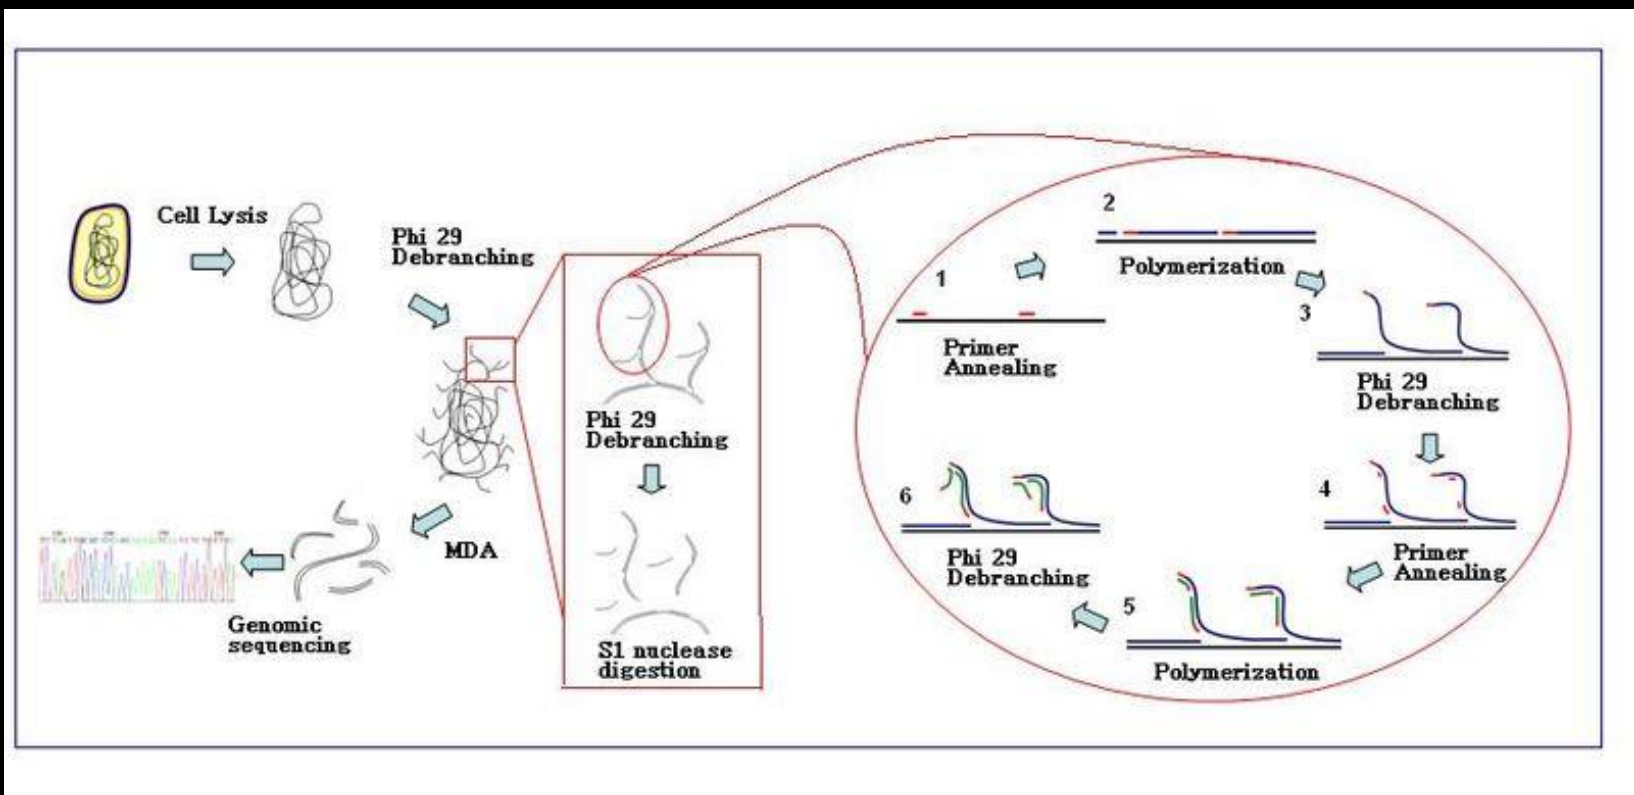 Cell Lysis
Phi 29
Debranching
MDA
Genomic
sequencing
Phi 29
Debranching
S1 nuclease
digestion
1
Primer
Annealing
2
Polymerization
3
Phi 29
Debranching
4
Primer
Annealing
5
Polymerization
6
Phi 29
Debranching